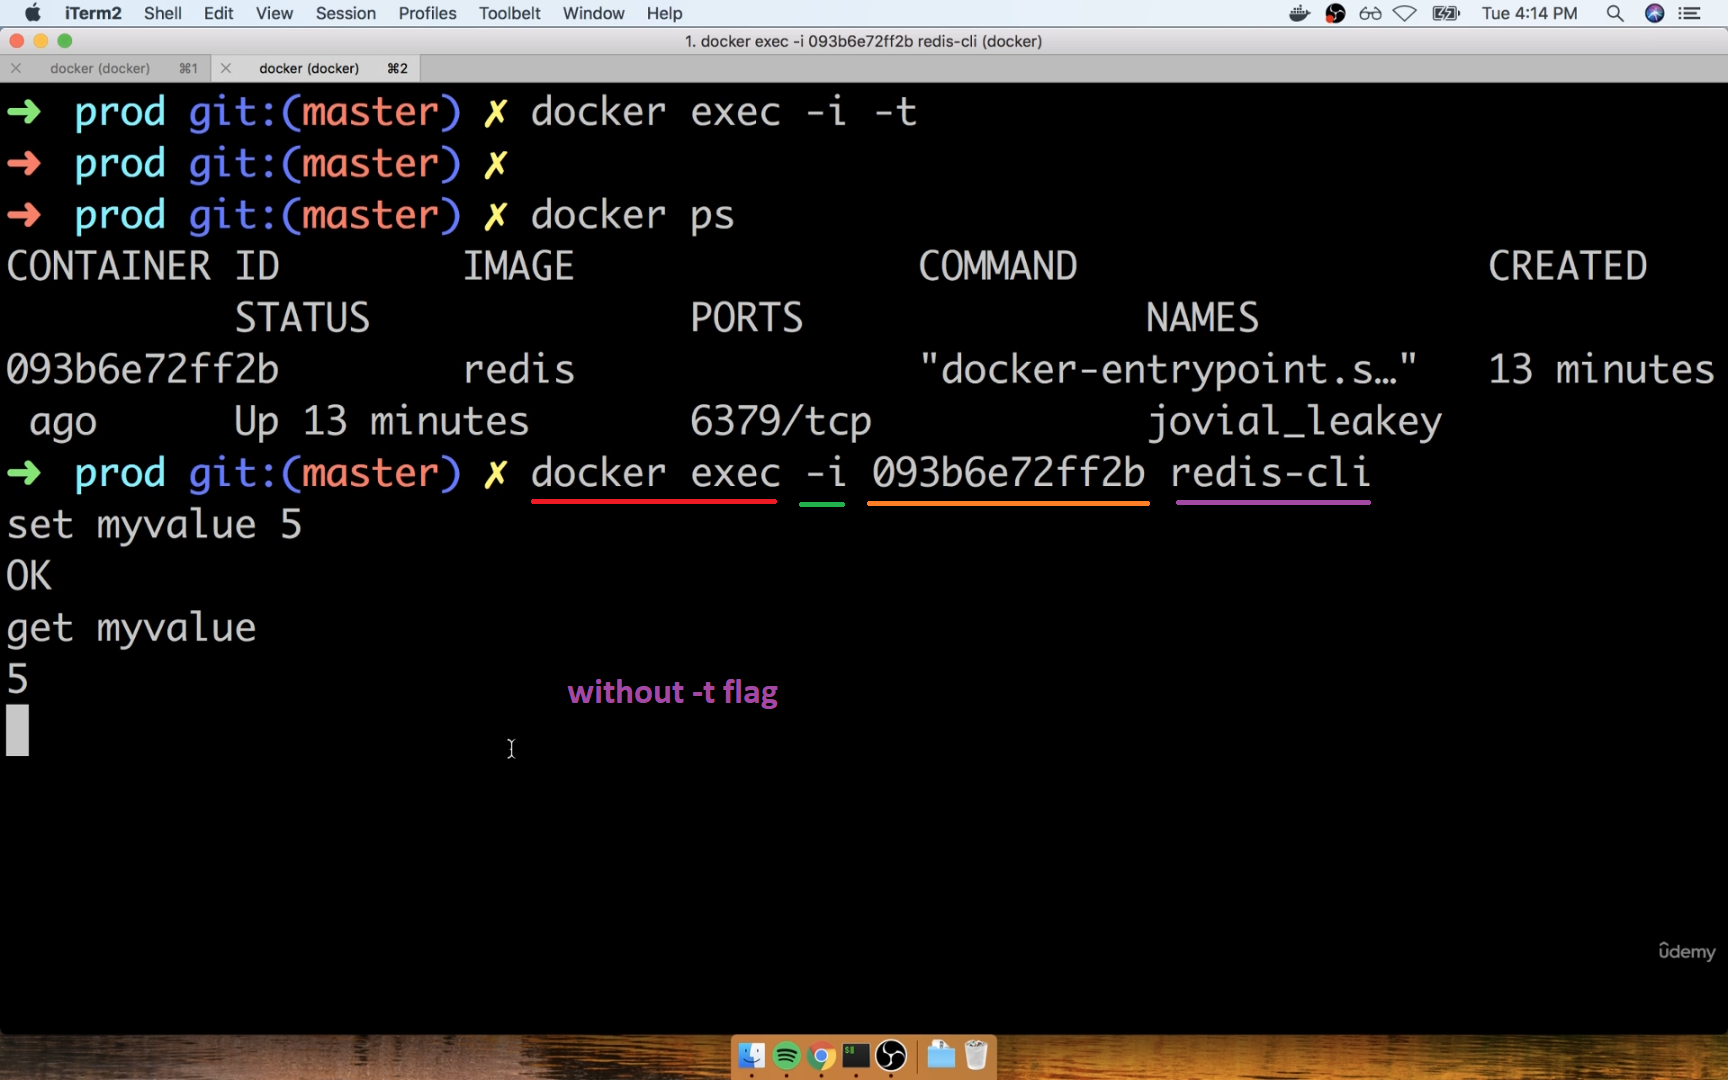 iTerm2 Shell Edit View Session Profiles Toolbelt Window Help Tue 4:14 PM
1. docker exec -i 093b6e72ff2b redis-cli (docker)
docker (docker) ⌘1 docker (docker) ⌘2
➜ prod git:(master) ✗ docker exec -i -t
➜ prod git:(master) ✗
➜ prod git:(master) ✗ docker ps
CONTAINER ID IMAGE COMMAND CREATED
STATUS PORTS NAMES
093b6e72ff2b redis "docker-entrypoint.s…" 13 minutes
ago Up 13 minutes 6379/tcp jovial_leakey
➜ prod git:(master) ✗ docker exec -i 093b6e72ff2b redis-cli
set myvalue 5
OK
get myvalue
5
without -t flag
ûdemy